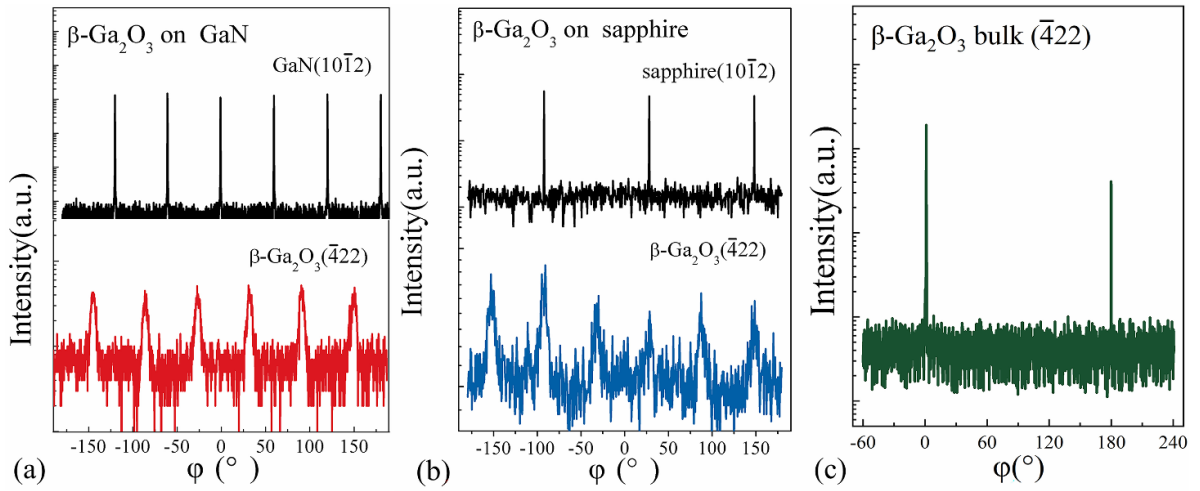 β-Ga₂O₃ on GaN
GaN(101̅2)
β-Ga₂O₃(4̅22)
Intensity(a.u.)
-150 -100 -50 0 50 100 150
φ (°)
(a)
β-Ga₂O₃ on sapphire
sapphire(101̅2)
β-Ga₂O₃(4̅22)
Intensity(a.u.)
-150 -100 -50 0 50 100 150
φ (°)
(b)
β-Ga₂O₃ bulk (4̅22)
Intensity(a.u.)
-60 0 60 120 180 240
φ(°)
(c)